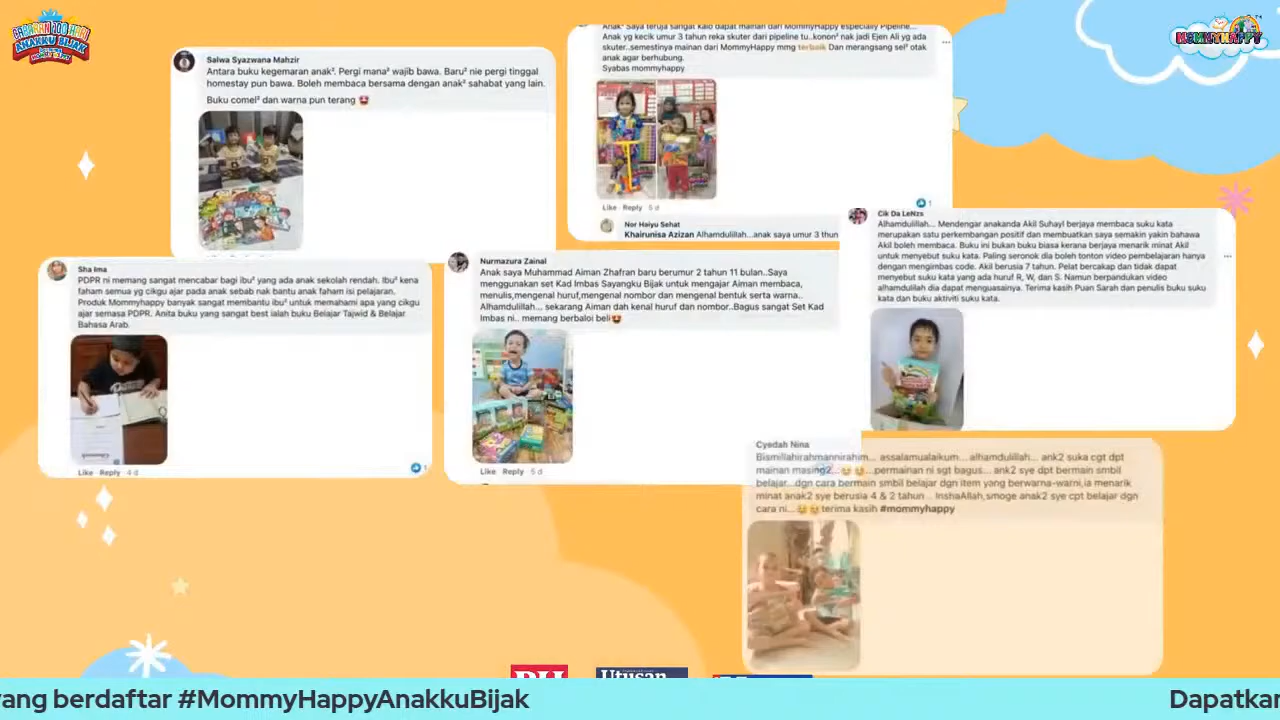 CABARAN 100 HARI
ANAKKU BIJAK
MOMMYHAPPY
Salwa Syazwana Mahzir
Antara buku kegemaran anak². Pergi mana² wajib bawa. Baru² nie pergi tinggal
homestay pun bawa. Boleh membaca bersama dengan anak² sahabat yang lain.
Buku comel² dan warna pun terang 🤩
Anak² Saya teruja sangat kalo dapat mainan dari MommyHappy especially Pipeline...
Anak yg kecik umur 3 tahun reka skuter dari pipeline tu..konon² nak jadi Ejen Ali yg ada
skuter..semestinya mainan dari MommyHappy mmg terbaik Dan merangsang sel² otak
anak agar berhubung.
Syabas mommyhappy
Like Reply 5 d
1
Nor Haiyu Sehat
Khairunisa Azizan Alhamdulillah...anak saya umur 3 thun
Cik Da LeNzs
Alhamdulillah... Mendengar anakanda Akil Suhayl berjaya membaca suku kata
merupakan satu perkembangan positif dan membuatkan saya semakin yakin bahawa
Akil boleh membaca. Buku ini bukan buku biasa kerana berjaya menarik minat Akil
untuk menyebut suku kata. Paling seronok dia boleh tonton video pembelajaran hanya
dengan mengimbas code. Akil berusia 7 tahun. Pelat bercakap dan tidak dapat
menyebut suku kata yang ada huruf R, W, dan S. Namun berpandukan video
alhamdulilah dia dapat menguasainya. Terima kasih Puan Sarah dan penulis buku suku
kata dan buku aktiviti suku kata.
Sha Ima
PDPR ni memang sangat mencabar bagi ibu² yang ada anak sekolah rendah. Ibu² kena
faham semua yg cikgu ajar pada anak sebab nak bantu anak faham isi pelajaran.
Produk Mommyhappy banyak sangat membantu ibu² untuk memahami apa yang cikgu
ajar semasa PDPR. Anita buku yang sangat best ialah buku Belajar Tajwid & Belajar
Bahasa Arab.
Like Reply 4 d
1
Nurmazura Zainal
Anak saya Muhammad Aiman Zhafran baru berumur 2 tahun 11 bulan..Saya
menggunakan set Kad Imbas Sayangku Bijak untuk mengajar Aiman membaca,
menulis,mengenal huruf,mengenal nombor dan mengenal bentuk serta warna..
Alhamdulillah... sekarang Aiman dah kenal huruf dan nombor..Bagus sangat Set Kad
Imbas ni.. memang berbaloi beli🤩
Like Reply 5 d
Cyedah Nina
Bismillahirahmannirahim... assalamualaikum... alhamdulillah... ank2 suka cgt dpt
mainan masing2...😊😊...permainan ni sgt bagus... ank2 sye dpt bermain smbil
belajar...dgn cara bermain smbil belajar dgn item yang berwarna-warni,ia menarik
minat anak2 sye berusia 4 & 2 tahun... InshaAllah,smoge anak2 sye cpt belajar dgn
cara ni...😊😊terima kasih #mommyhappy
BH
Utusan
yang berdaftar #MommyHappyAnakkuBijak
Dapatkan